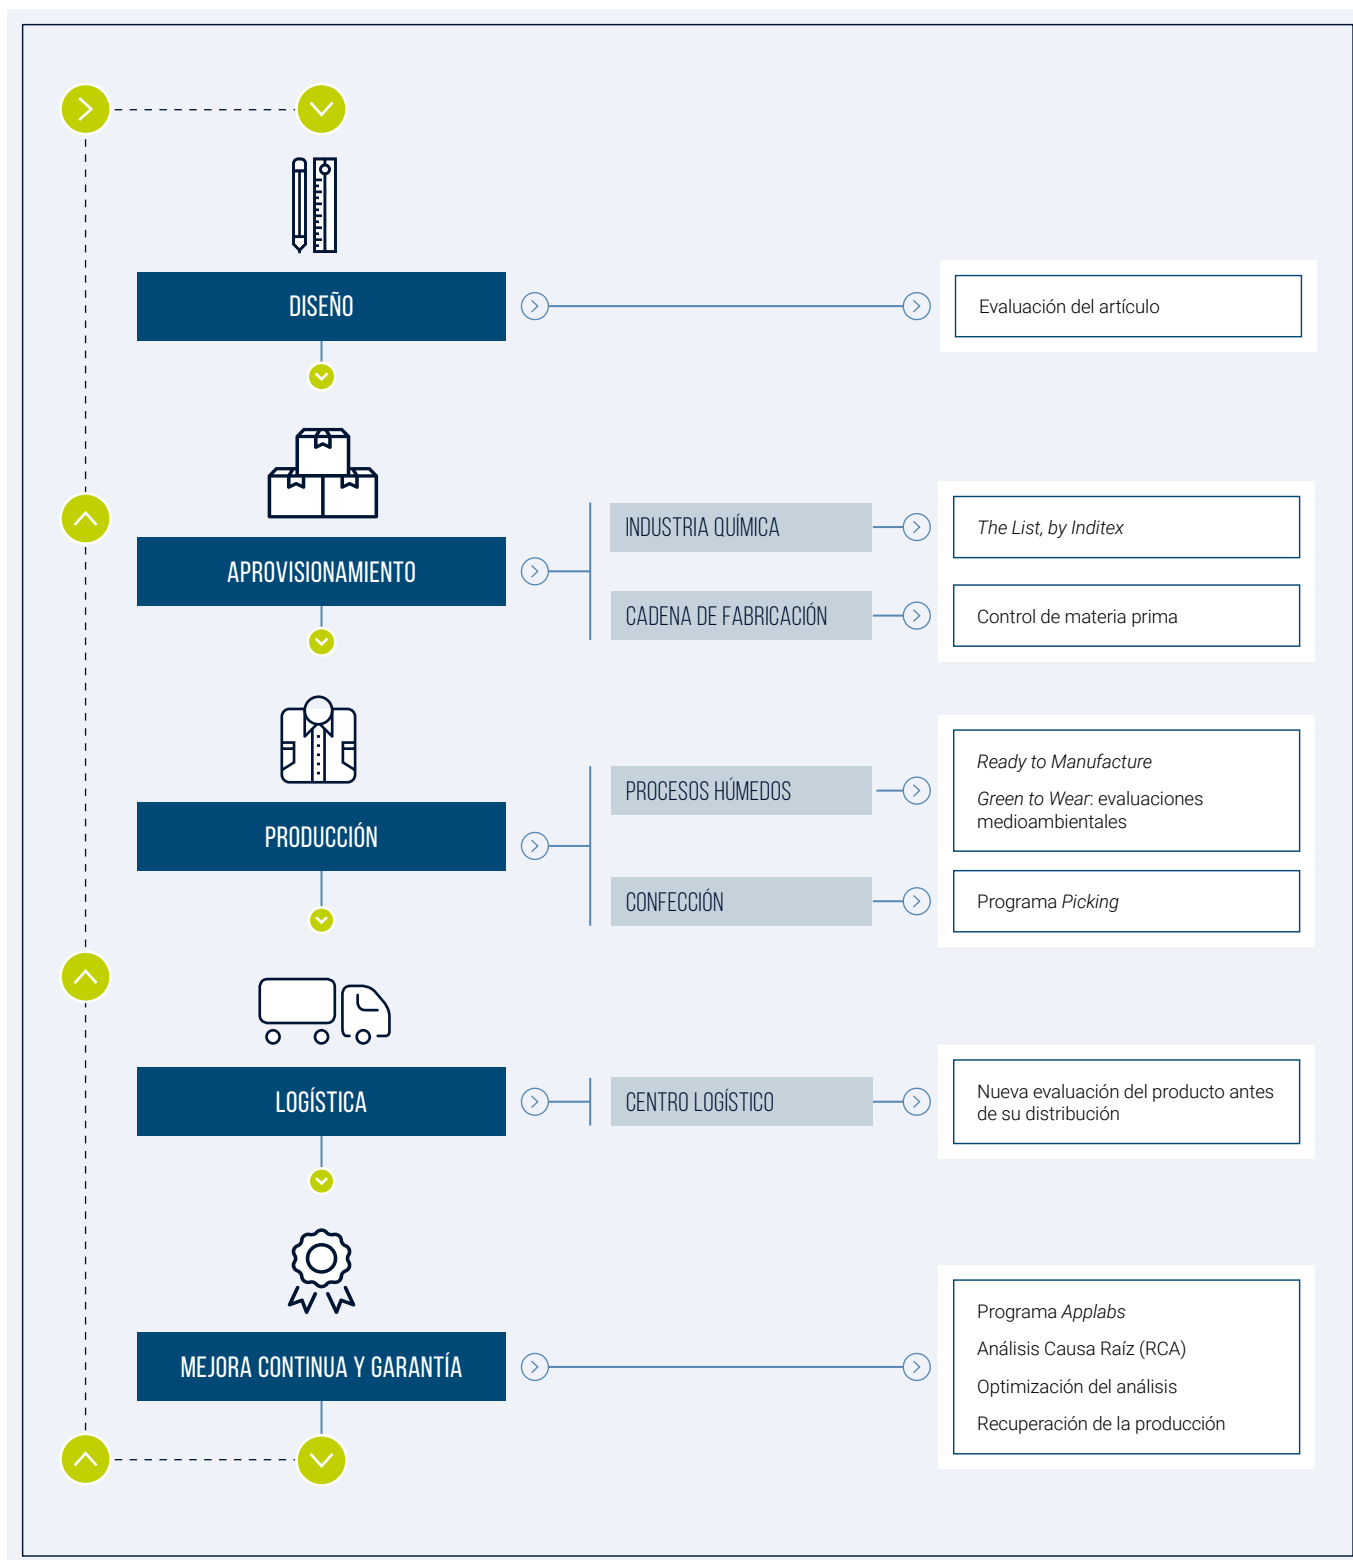 DISEÑO
Evaluación del artículo
APROVISIONAMIENTO
INDUSTRIA QUÍMICA
The List, by Inditex
CADENA DE FABRICACIÓN
Control de materia prima
PRODUCCIÓN
PROCESOS HÚMEDOS
Ready to Manufacture
Green to Wear: evaluaciones
medioambientales
CONFECCIÓN
Programa Picking
LOGÍSTICA
CENTRO LOGÍSTICO
Nueva evaluación del producto antes
de su distribución
MEJORA CONTINUA Y GARANTÍA
Programa Applabs
Análisis Causa Raíz (RCA)
Optimización del análisis
Recuperación de la producción